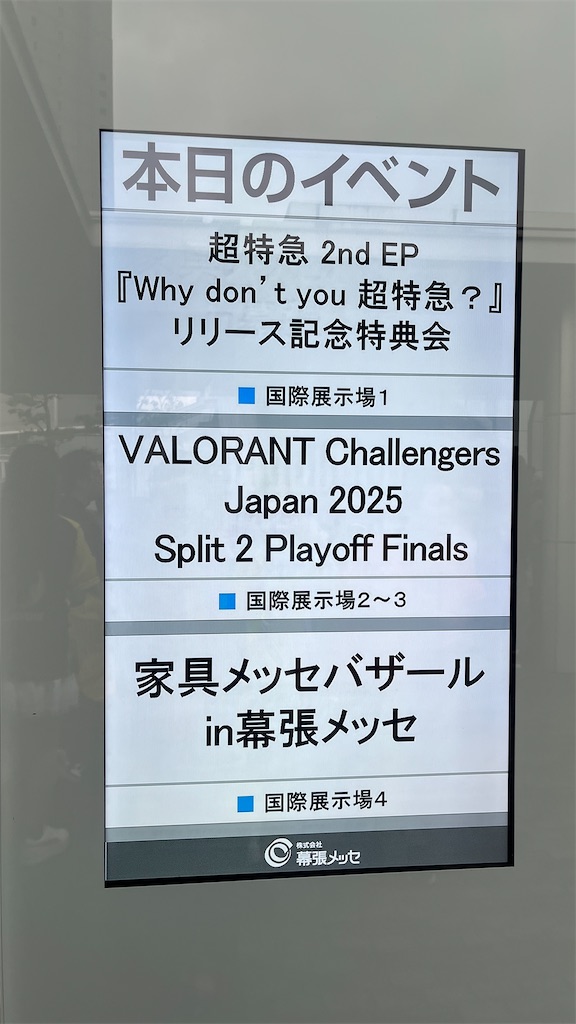 本日のイベント
超特急 2nd EP
『Why don't you 超特急？』
リリース記念特典会
国際展示場1
VALORANT Challengers
Japan 2025
Split 2 Playoff Finals
国際展示場2～3
家具メッセバザール
in幕張メッセ
国際展示場4
株式会社
幕張メッセ